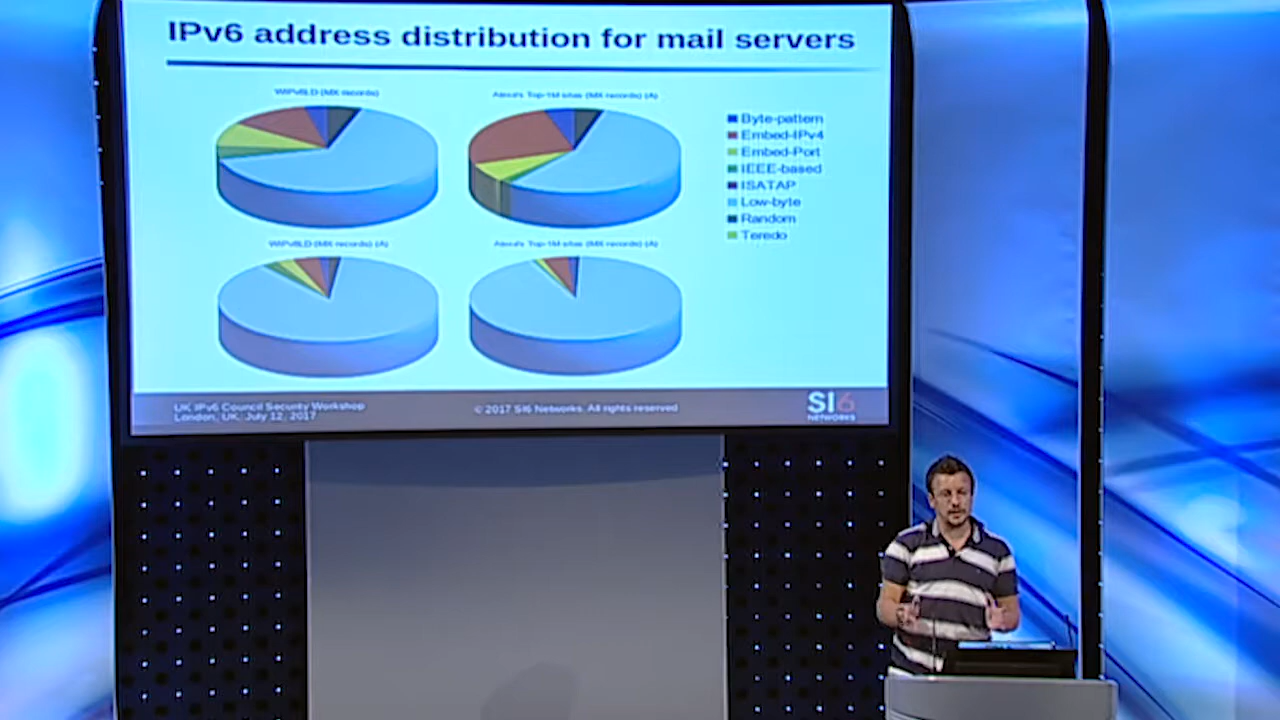 IPv6 address distribution for mail servers
(MX records)
Alexa's Top-1M sites (MX records) (A)
Byte-pattern
Embed-IPv4
Embed-Port
IEEE-based
ISATAP
Low-byte
Random
Teredo
(MX records) (A)
Alexa's Top-1M sites (MX records) (A)
UK IPv6 Council Security Workshop
London, UK. July 12, 2017
© 2017 SI6 Networks. All rights reserved
SI6
NETWORKS